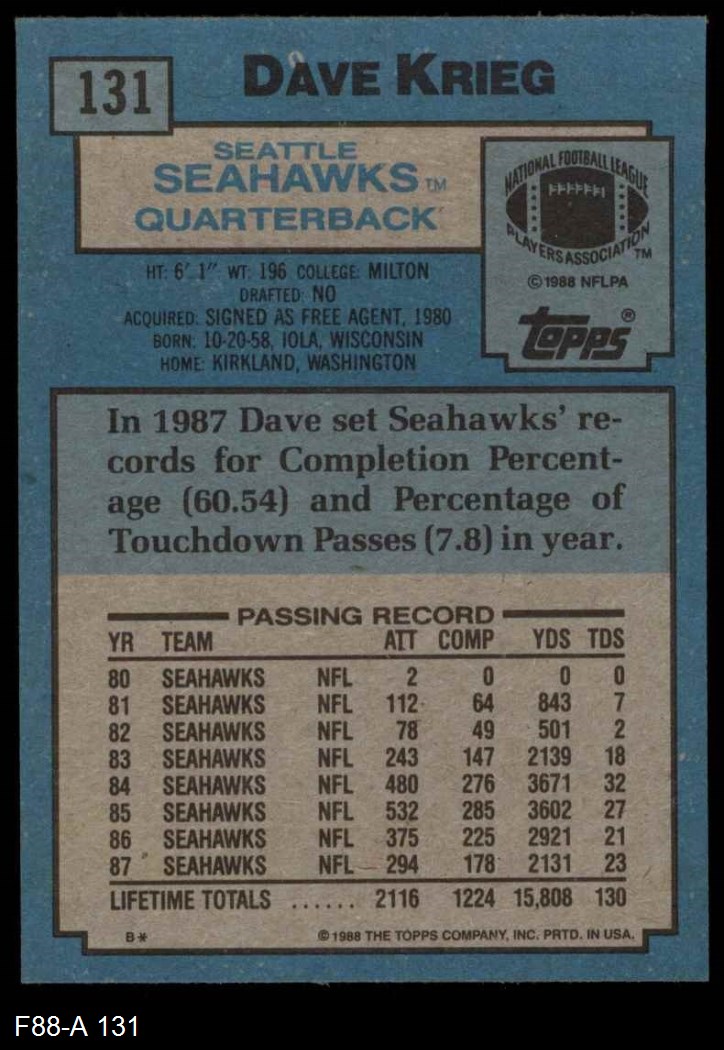 131
DAVE KRIEG
SEATTLE
SEAHAWKS TM
QUARTERBACK
NATIONAL FOOTBALL LEAGUE
PLAYERS ASSOCIATION TM
© 1988 NFLPA
TOPPS ®
HT: 6' 1" WT: 196 COLLEGE: MILTON
DRAFTED: NO
ACQUIRED: SIGNED AS FREE AGENT, 1980
BORN: 10-20-58, IOLA, WISCONSIN
HOME: KIRKLAND, WASHINGTON
In 1987 Dave set Seahawks' re-
cords for Completion Percent-
age (60.54) and Percentage of
Touchdown Passes (7.8) in year.
PASSING RECORD
YR TEAM ATT COMP YDS TDS
80 SEAHAWKS NFL 2 0 0 0
81 SEAHAWKS NFL 112 64 843 7
82 SEAHAWKS NFL 78 49 501 2
83 SEAHAWKS NFL 243 147 2139 18
84 SEAHAWKS NFL 480 276 3671 32
85 SEAHAWKS NFL 532 285 3602 27
86 SEAHAWKS NFL 375 225 2921 21
87 SEAHAWKS NFL 294 178 2131 23
LIFETIME TOTALS ...... 2116 1224 15,808 130
B* © 1988 THE TOPPS COMPANY, INC. PRTD. IN USA.
F88-A 131